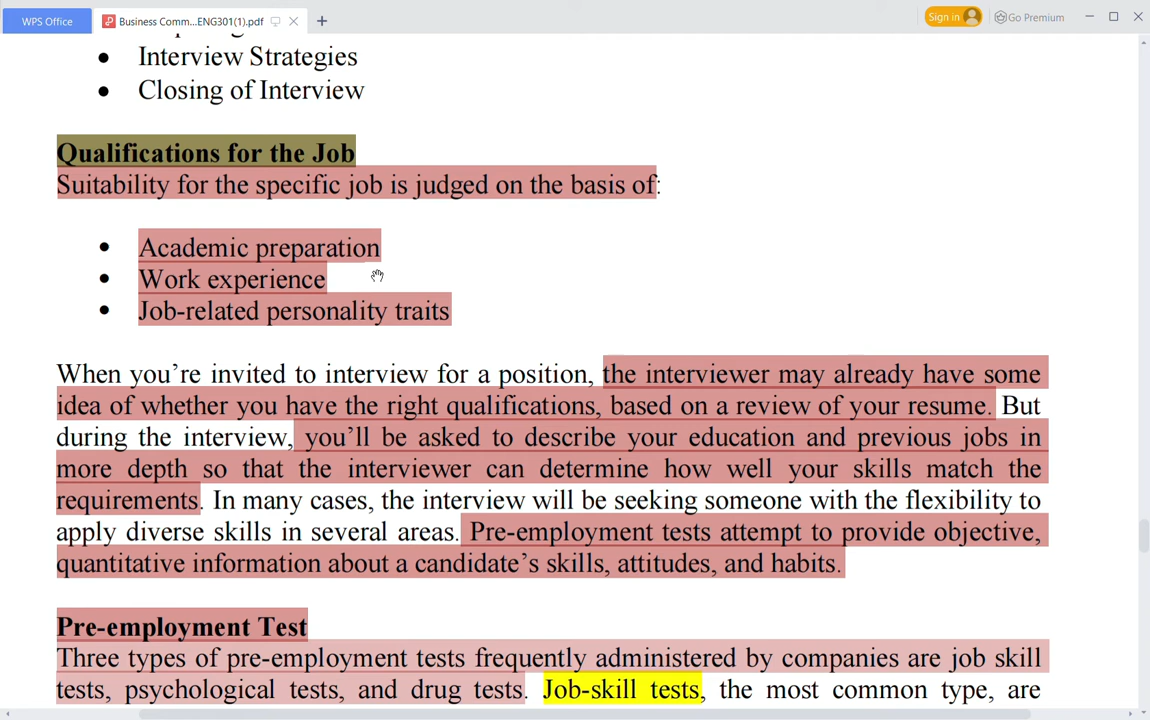 WPS Office
Business Comm...ENG301(1).pdf
Sign in
Go Premium
Interview Strategies
Closing of Interview
Qualifications for the Job
Suitability for the specific job is judged on the basis of:
Academic preparation
Work experience
Job-related personality traits
When you’re invited to interview for a position, the interviewer may already have some
idea of whether you have the right qualifications, based on a review of your resume. But
during the interview, you’ll be asked to describe your education and previous jobs in
more depth so that the interviewer can determine how well your skills match the
requirements. In many cases, the interview will be seeking someone with the flexibility to
apply diverse skills in several areas. Pre-employment tests attempt to provide objective,
quantitative information about a candidate’s skills, attitudes, and habits.
Pre-employment Test
Three types of pre-employment tests frequently administered by companies are job skill
tests, psychological tests, and drug tests. Job-skill tests, the most common type, are